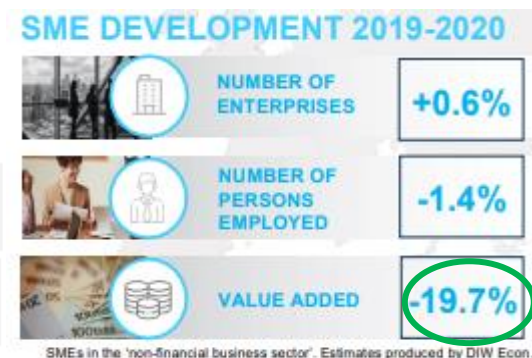 SME DEVELOPMENT 2019-2020
NUMBER OF
ENTERPRISES
+0.6%
NUMBER OF
PERSONS
EMPLOYED
-1.4%
VALUE ADDED
-19.7%
SMEs in the 'non-financial business sector'. Estimates produced by DIW Econ